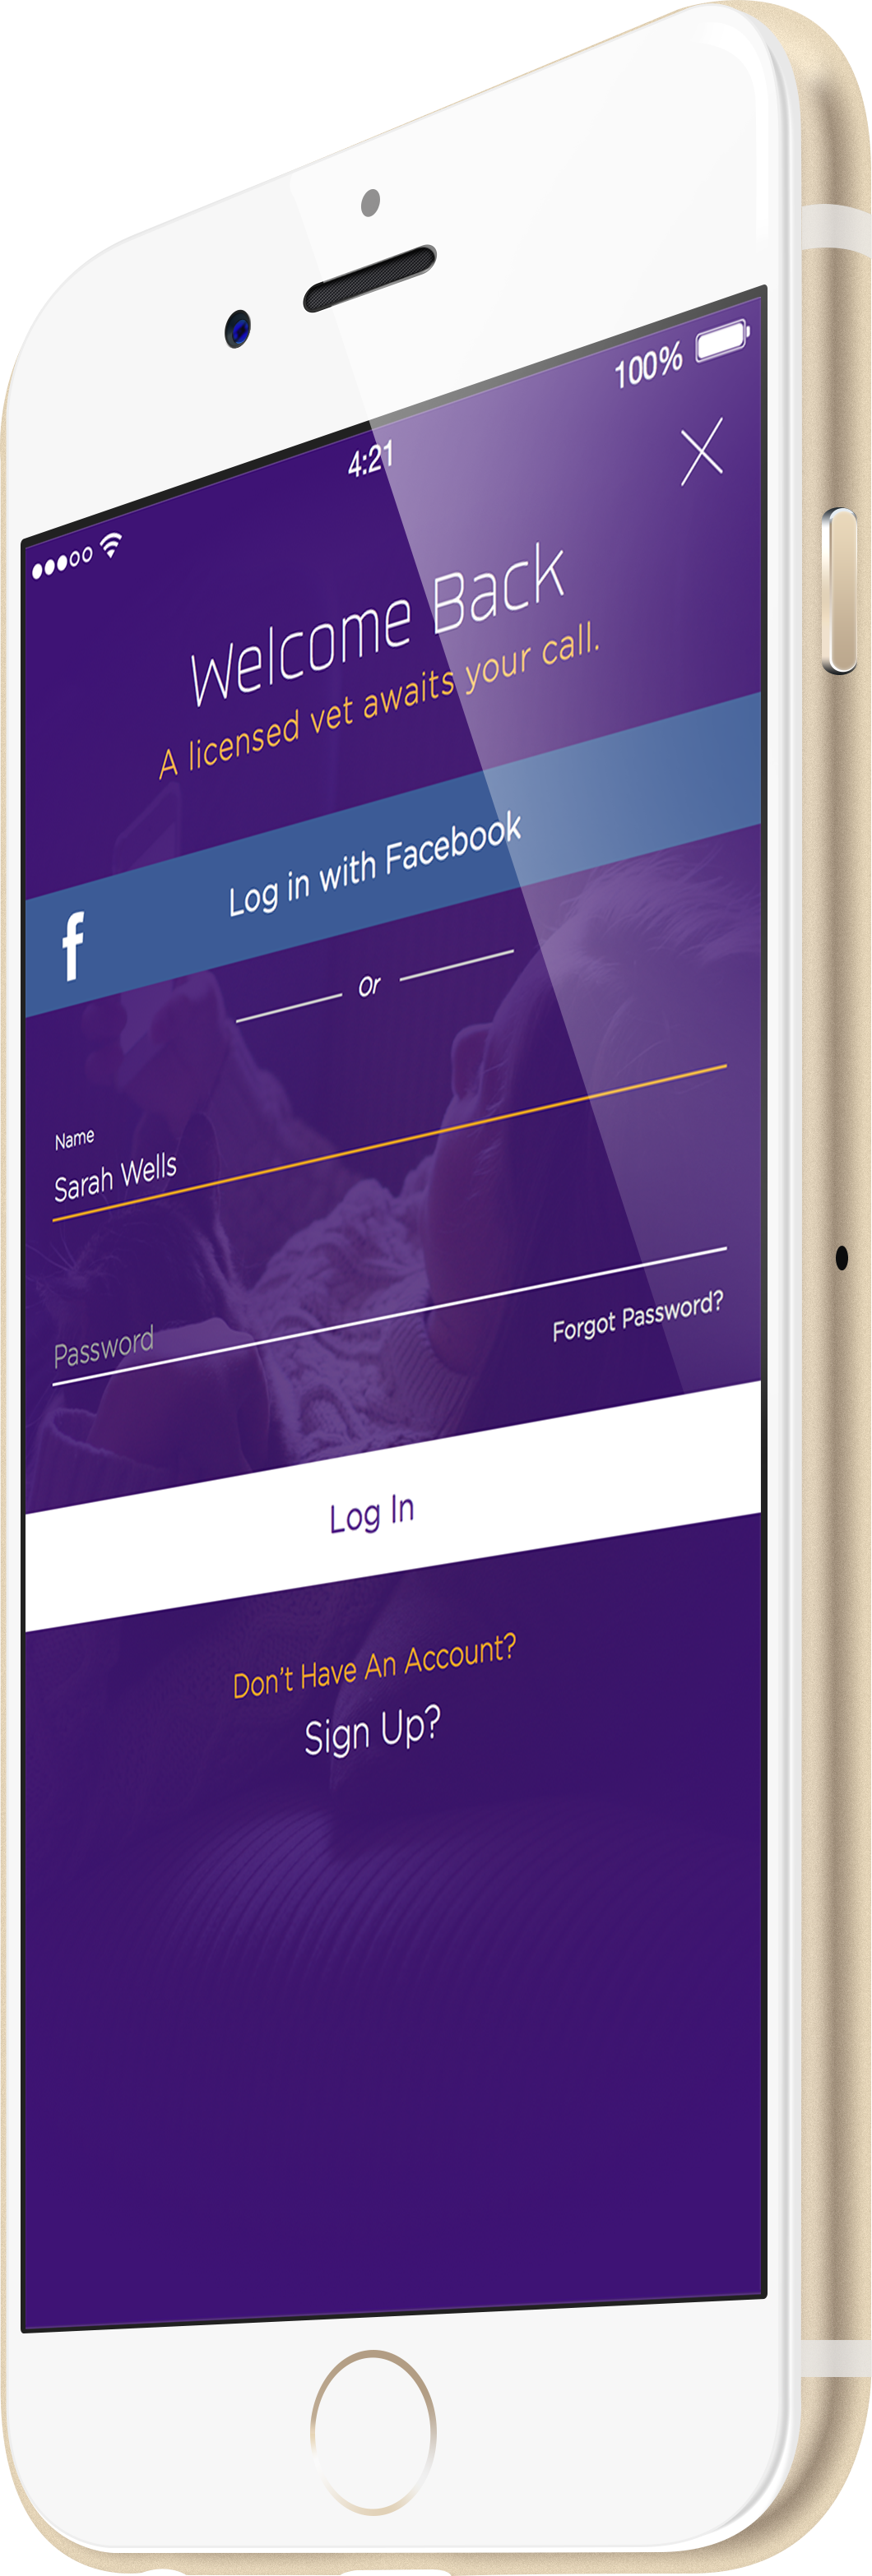 4:21
100%
Welcome Back
A licensed vet awaits your call.
f
Log in with Facebook
Or
Name
Sarah Wells
Password
Forgot Password?
Log In
Don't Have An Account?
Sign Up?